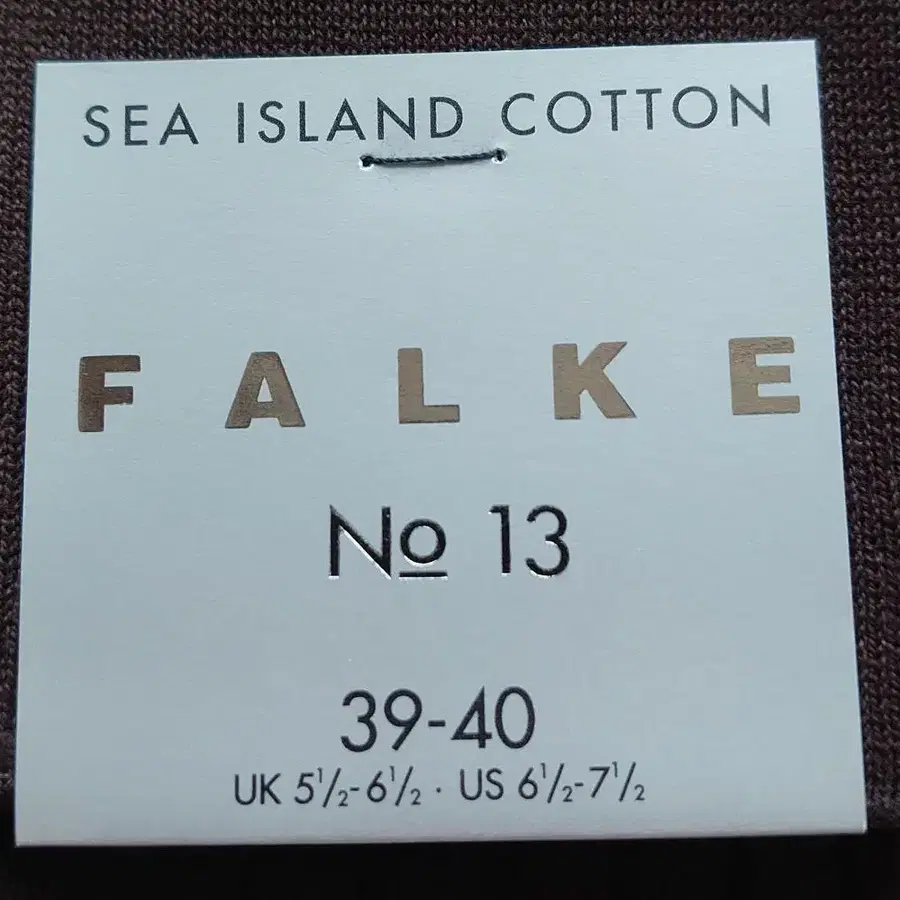 SEA ISLAND COTTON
FALKE
No 13
39-40
UK 5½-6½ · US 6½-7½